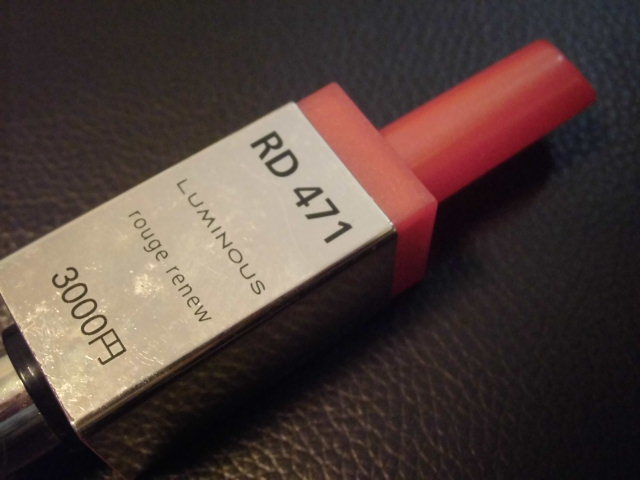 RD 471
LUMINOUS
rouge renew
3000円